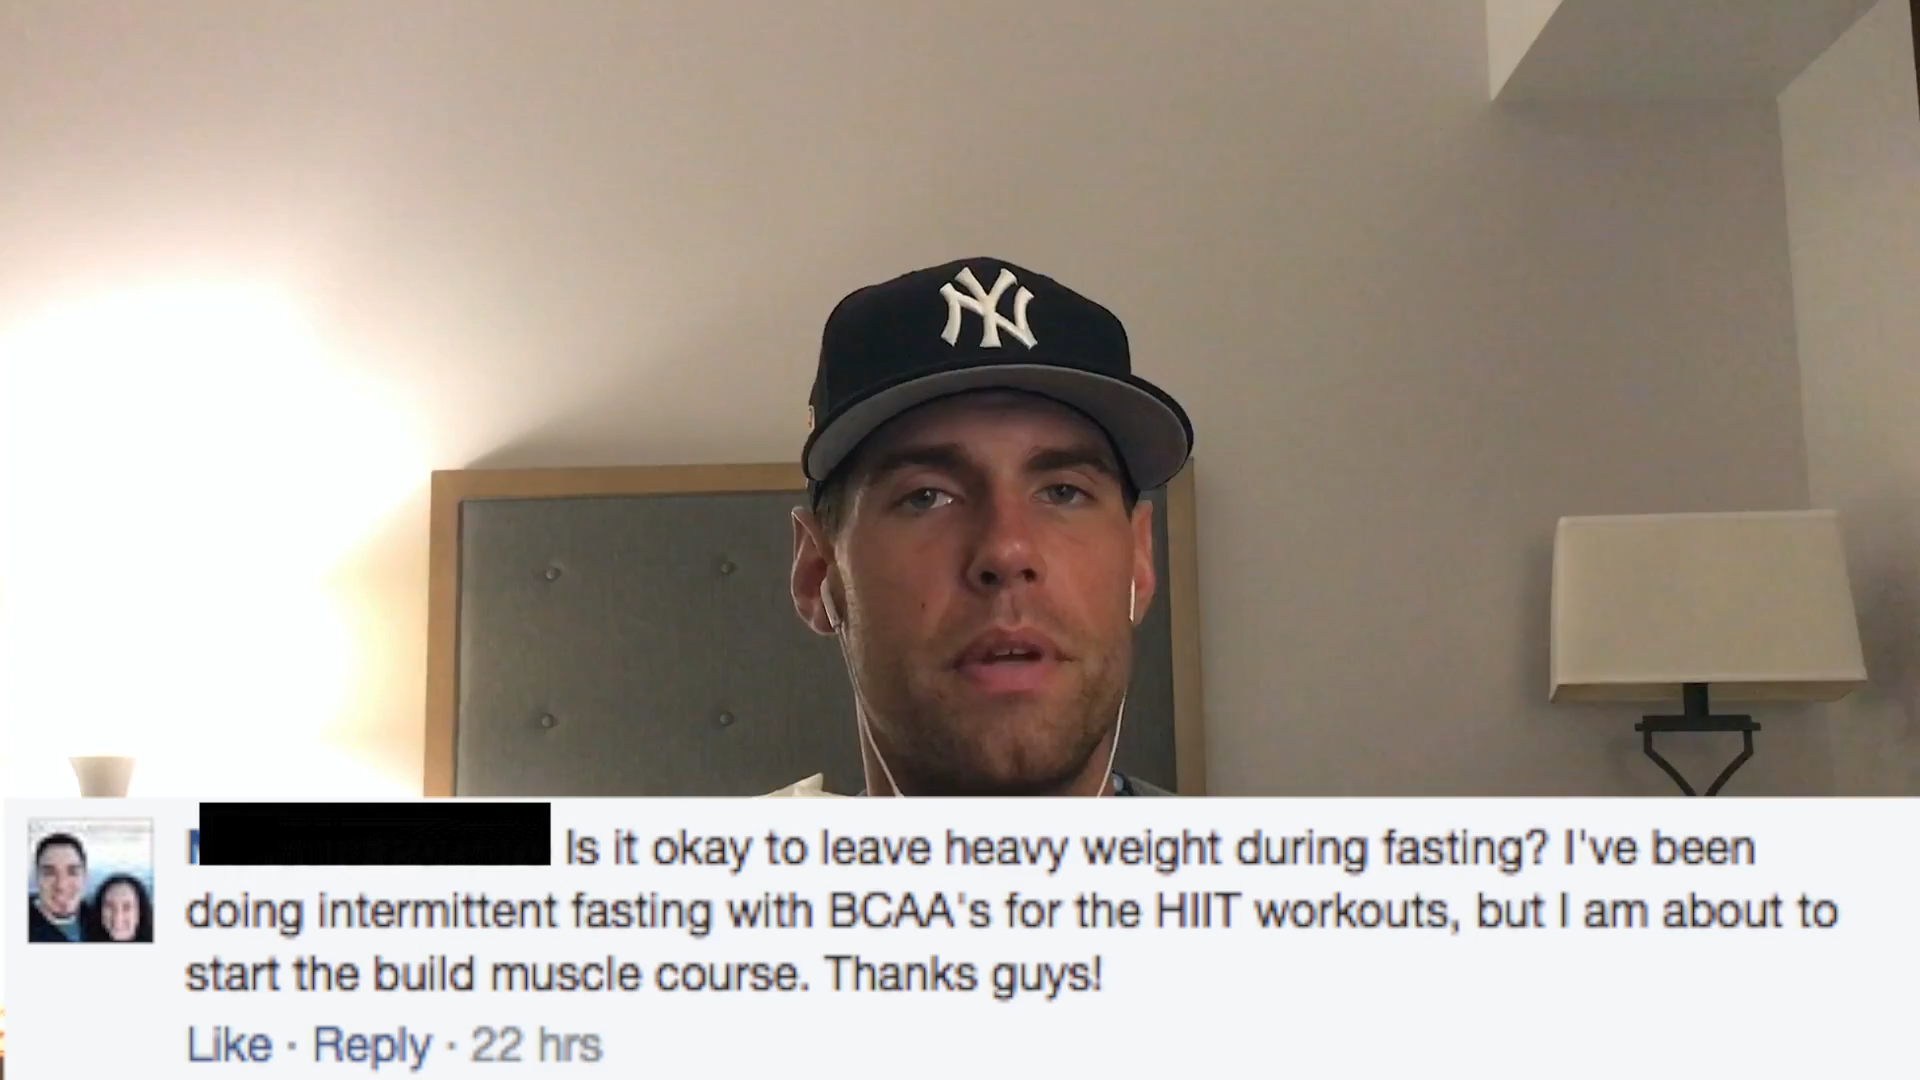 NY
Is it okay to leave heavy weight during fasting? I've been
doing intermittent fasting with BCAA's for the HIIT workouts, but I am about to
start the build muscle course. Thanks guys!
Like · Reply · 22 hrs